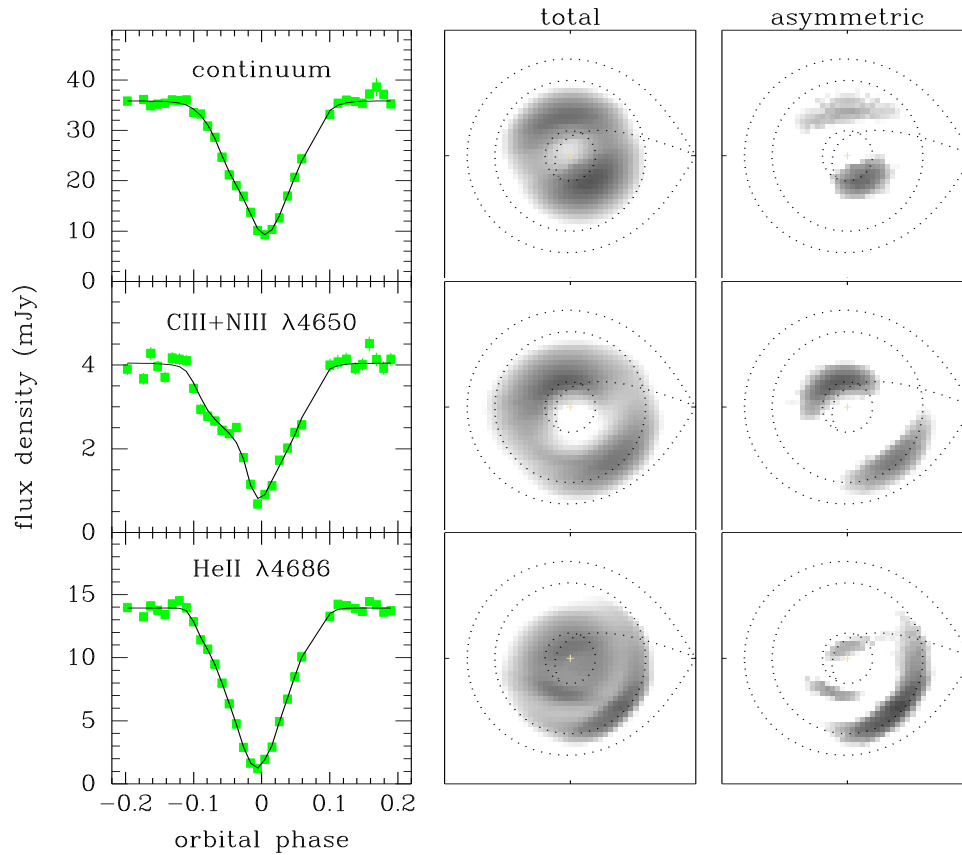 total
asymmetric
continuum
40
30
20
10
0
CIII+NIII λ4650
4
2
0
HeII λ4686
15
10
5
0
−0.2
−0.1
0
0.1
0.2
orbital phase
flux density (mJy)